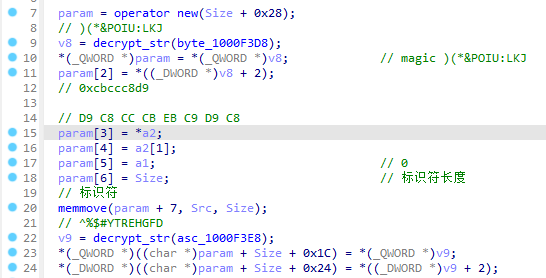 7 param = operator new(Size + 0x28);
8 // )(*&POIU:LKJ
9 v8 = decrypt_str(byte_1000F3D8);
10 *(_QWORD *)param = *(_QWORD *)v8; // magic )(*&POIU:LKJ
11 param[2] = *((_DWORD *)v8 + 2);
12 // 0xcbccc8d9
13
14 // D9 C8 CC CB EB C9 D9 C8
15 param[3] = *a2;
16 param[4] = a2[1];
17 param[5] = a1; // 0
18 param[6] = Size; // 标识符长度
19 // 标识符
20 memmove(param + 7, Src, Size);
21 // ^%$#YTREHGFD
22 v9 = decrypt_str(asc_1000F3E8);
23 *(_QWORD *)((char *)param + Size + 0x1C) = *(_QWORD *)v9;
24 *(_DWORD *)((char *)param + Size + 0x24) = *((_DWORD *)v9 + 2);